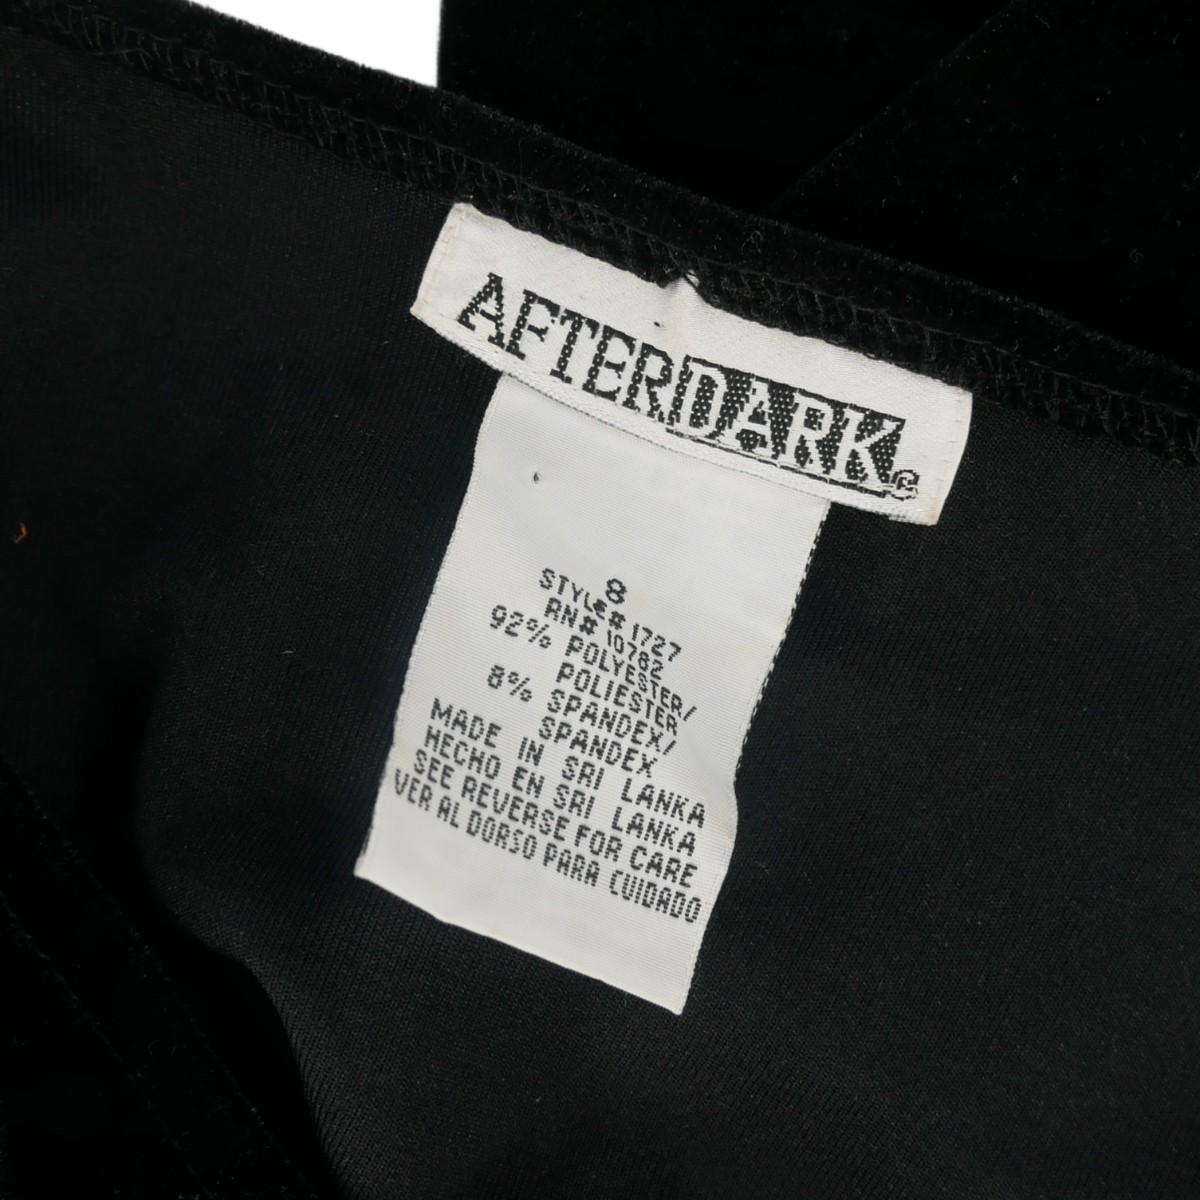 AFTERDARK®
8
STYLE# 1727
RN# 10782
92% POLYESTER/
POLIESTER
8% SPANDEX/
SPANDEX
MADE IN SRI LANKA
HECHO EN SRI LANKA
SEE REVERSE FOR CARE
VER AL DORSO PARA CUIDADO